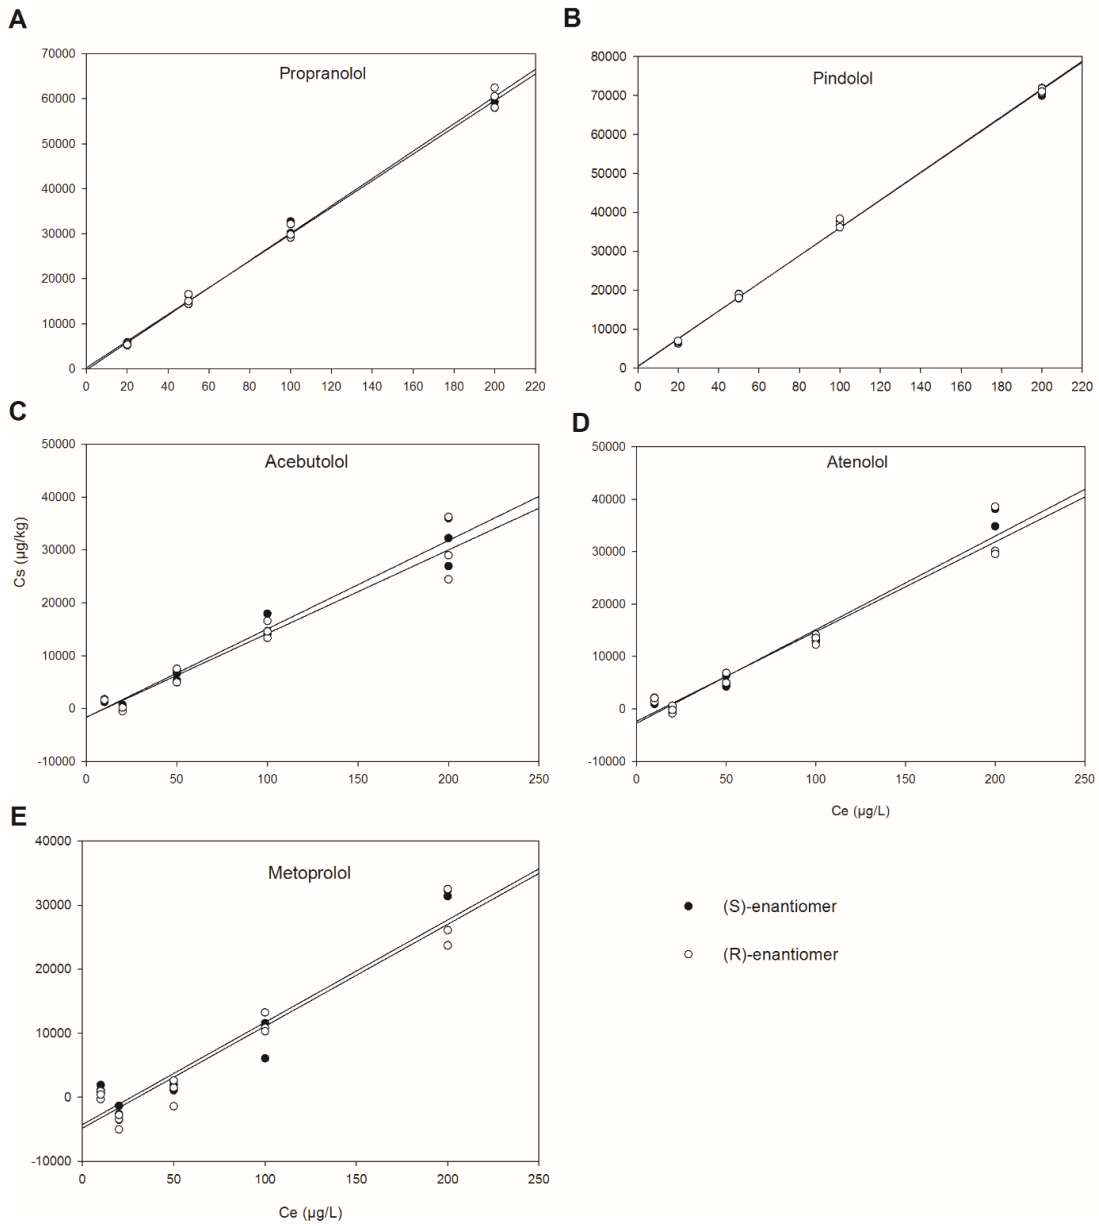 A
Propranolol
70000
60000
50000
40000
30000
20000
10000
0
0 20 40 60 80 100 120 140 160 180 200 220
B
Pindolol
80000
70000
60000
50000
40000
30000
20000
10000
0
0 20 40 60 80 100 120 140 160 180 200 220
C
Acebutolol
Cs (µg/kg)
50000
40000
30000
20000
10000
0
-10000
0 50 100 150 200 250
D
Atenolol
50000
40000
30000
20000
10000
0
-10000
0 50 100 150 200 250
Ce (µg/L)
E
Metoprolol
40000
30000
20000
10000
0
-10000
0 50 100 150 200 250
Ce (µg/L)
(S)-enantiomer
(R)-enantiomer